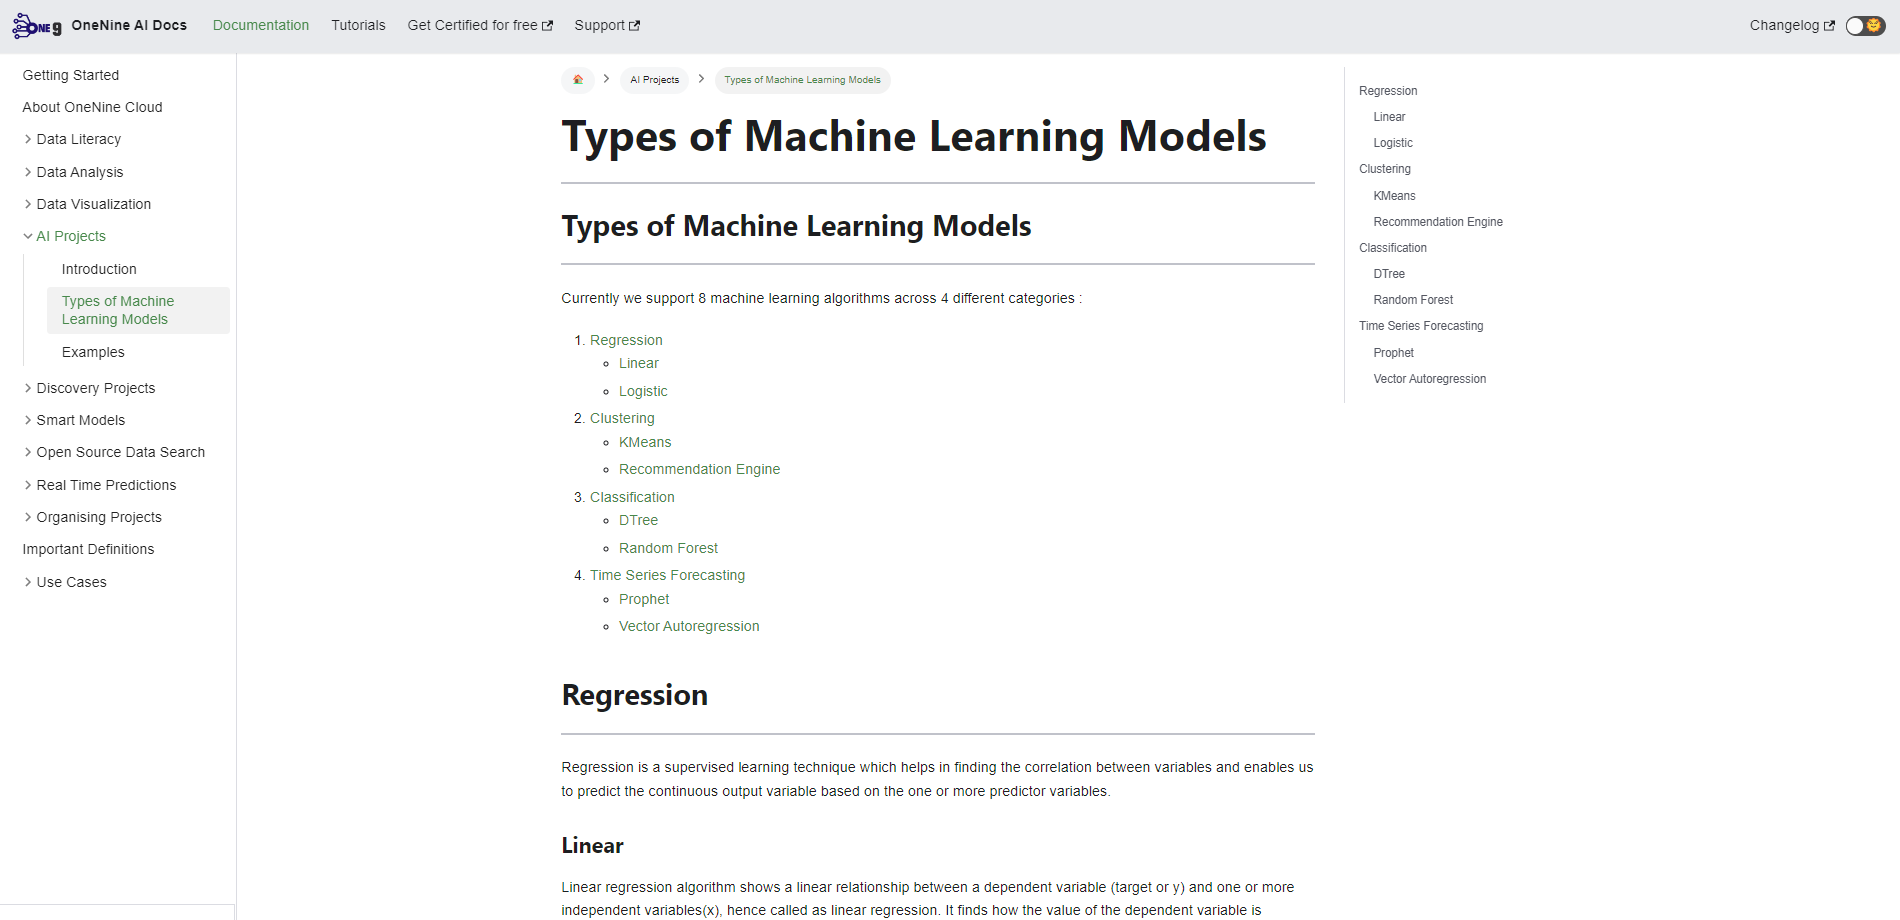 ONE 9 OneNine AI Docs Documentation Tutorials Get Certified for free Support Changelog
Getting Started
About OneNine Cloud
Data Literacy
Data Analysis
Data Visualization
AI Projects
Introduction
Types of Machine
Learning Models
Examples
Discovery Projects
Smart Models
Open Source Data Search
Real Time Predictions
Organising Projects
Important Definitions
Use Cases
AI Projects Types of Machine Learning Models
Types of Machine Learning Models
Types of Machine Learning Models
Currently we support 8 machine learning algorithms across 4 different categories :
1. Regression
Linear
Logistic
2. Clustering
KMeans
Recommendation Engine
3. Classification
DTree
Random Forest
4. Time Series Forecasting
Prophet
Vector Autoregression
Regression
Regression is a supervised learning technique which helps in finding the correlation between variables and enables us
to predict the continuous output variable based on the one or more predictor variables.
Linear
Linear regression algorithm shows a linear relationship between a dependent variable (target or y) and one or more
independent variables(x), hence called as linear regression. It finds how the value of the dependent variable is
Regression
Linear
Logistic
Clustering
KMeans
Recommendation Engine
Classification
DTree
Random Forest
Time Series Forecasting
Prophet
Vector Autoregression